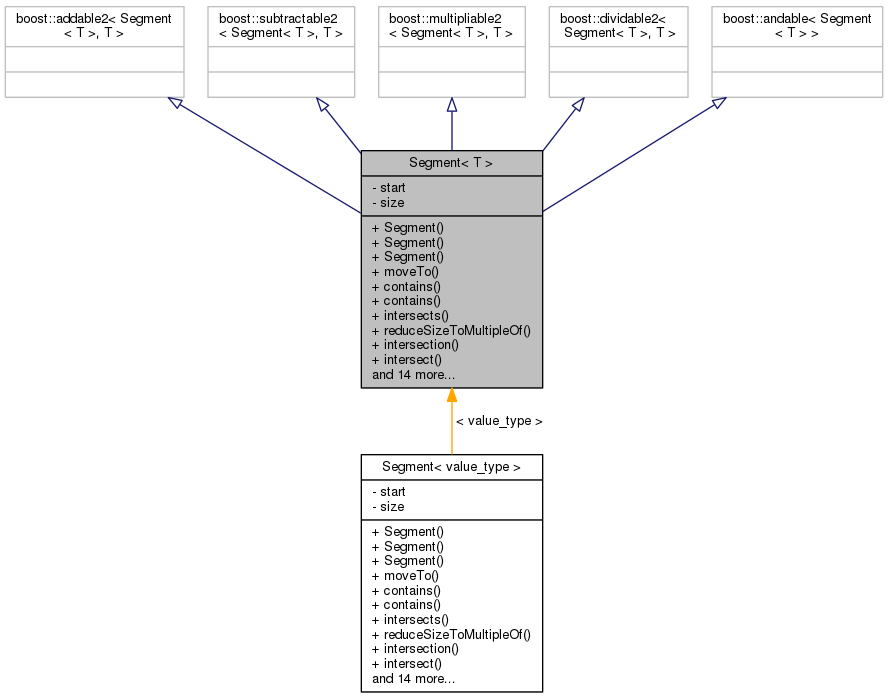 boost::addable2< Segment
< T >, T >
boost::subtractable2
< Segment< T >, T >
boost::multipliable2
< Segment< T >, T >
boost::dividable2<
Segment< T >, T >
boost::andable< Segment
< T > >
Segment< T >
- start
- size
+ Segment()
+ Segment()
+ Segment()
+ moveTo()
+ contains()
+ contains()
+ intersects()
+ reduceSizeToMultipleOf()
+ intersection()
+ intersect()
and 14 more...
< value_type >
Segment< value_type >
- start
- size
+ Segment()
+ Segment()
+ Segment()
+ moveTo()
+ contains()
+ contains()
+ intersects()
+ reduceSizeToMultipleOf()
+ intersection()
+ intersect()
and 14 more...